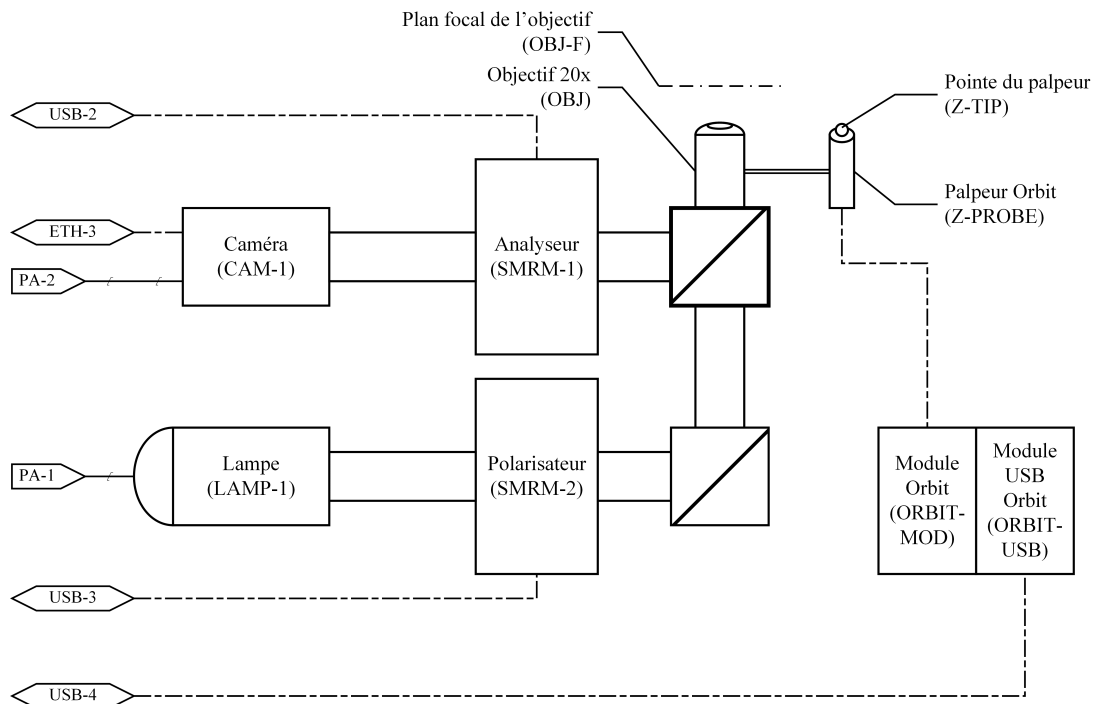 Plan focal de l’objectif
(OBJ-F)
Objectif 20x
(OBJ)
Pointe du palpeur
(Z-TIP)
USB-2
Palpeur Orbit
(Z-PROBE)
ETH-3
Caméra
(CAM-1)
Analyseur
(SMRM-1)
PA-2
PA-1
Lampe
(LAMP-1)
Polarisateur
(SMRM-2)
Module
Orbit
(ORBIT-
MOD)
Module
USB
Orbit
(ORBIT-
USB)
USB-3
USB-4